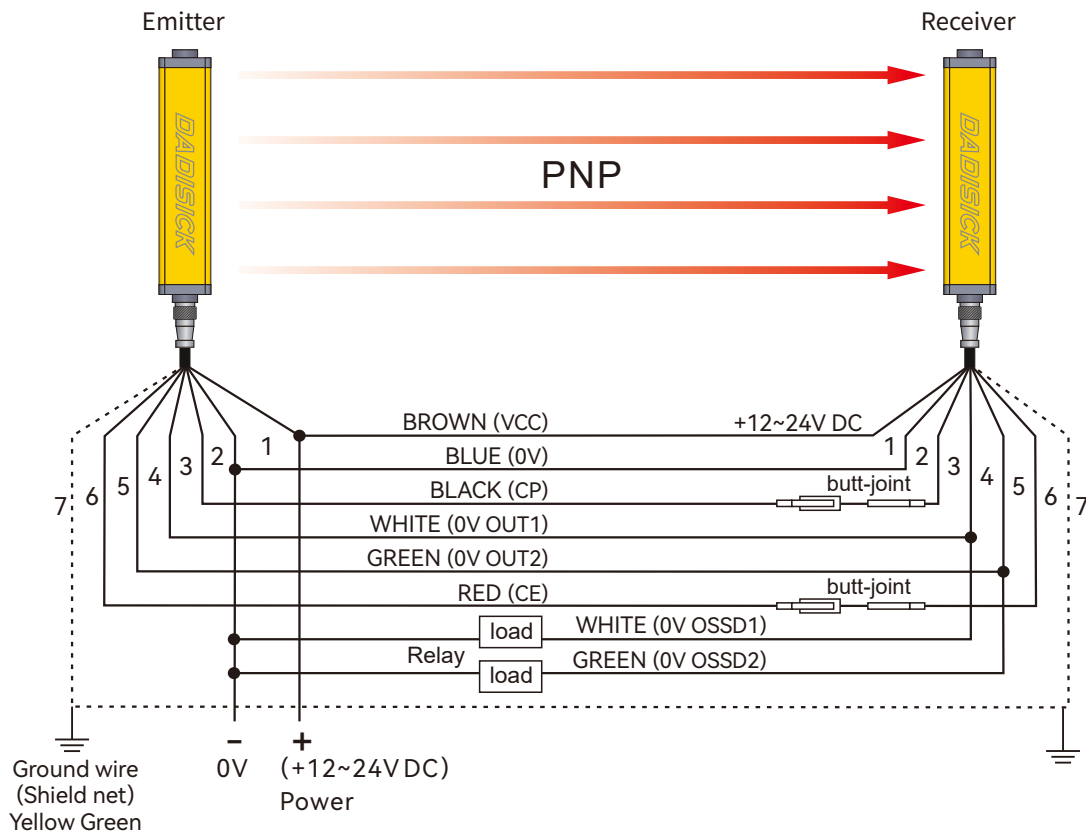 Emitter
Receiver
DADISICK
DADISICK
PNP
BROWN (VCC)
+12~24V DC
1
1
BLUE (0V)
2
2
3
3
BLACK (CP)
butt-joint
4
4
5
5
6
6
7
7
WHITE (0V OUT1)
GREEN (0V OUT2)
RED (CE)
butt-joint
load
WHITE (0V OSSD1)
Relay
load
GREEN (0V OSSD2)
-
+
Ground wire
(Shield net)
Yellow Green
0V
(+12~24V DC)
Power